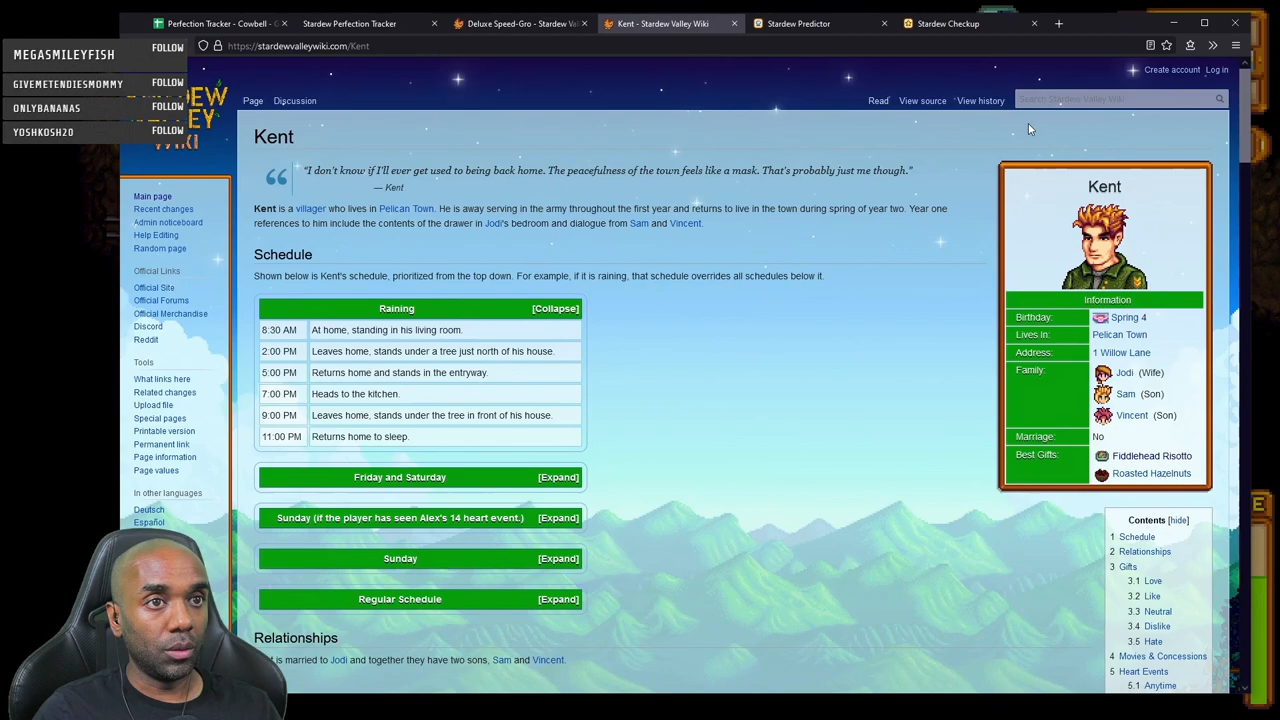 Perfection Tracker - Cowbell - G
Stardew Perfection Tracker
Deluxe Speed-Gro - Stardew Va
Kent - Stardew Valley Wiki
Stardew Predictor
Stardew Checkup
https://stardewvalleywiki.com/Kent
MEGASMILEYFISH FOLLOW
GIVEMETENDIESMOMMY FOLLOW
ONLYBANANAS FOLLOW
YOSHKOSH20 FOLLOW
WIKI
Create account Log in
Page Discussion
Read View source View history
Search Stardew Valley Wiki
Main page
Recent changes
Admin noticeboard
Help Editing
Random page
Official Links
Official Site
Official Forums
Official Merchandise
Discord
Reddit
Tools
What links here
Related changes
Upload file
Special pages
Printable version
Permanent link
Page information
Page values
In other languages
Deutsch
Español
Kent
“I don't know if I'll ever get used to being back home. The peacefulness of the town feels like a mask. That's probably just me though.”
— Kent
Kent is a villager who lives in Pelican Town. He is away serving in the army throughout the first year and returns to live in the town during spring of year two. Year one
references to him include the contents of the drawer in Jodi's bedroom and dialogue from Sam and Vincent.
Schedule
Shown below is Kent's schedule, prioritized from the top down. For example, if it is raining, that schedule overrides all schedules below it.
Raining [Collapse]
8:30 AM At home, standing in his living room.
2:00 PM Leaves home, stands under a tree just north of his house.
5:00 PM Returns home and stands in the entryway.
7:00 PM Heads to the kitchen.
9:00 PM Leaves home, stands under the tree in front of his house.
11:00 PM Returns home to sleep.
Friday and Saturday [Expand]
Sunday (if the player has seen Alex's 14 heart event.) [Expand]
Sunday [Expand]
Regular Schedule [Expand]
Relationships
is married to Jodi and together they have two sons, Sam and Vincent.
Kent
Information
Birthday: Spring 4
Lives In: Pelican Town
Address: 1 Willow Lane
Family: Jodi (Wife)
Sam (Son)
Vincent (Son)
Marriage: No
Best Gifts: Fiddlehead Risotto
Roasted Hazelnuts
Contents [hide]
1 Schedule
2 Relationships
3 Gifts
3.1 Love
3.2 Like
3.3 Neutral
3.4 Dislike
3.5 Hate
4 Movies & Concessions
5 Heart Events
5.1 Anytime